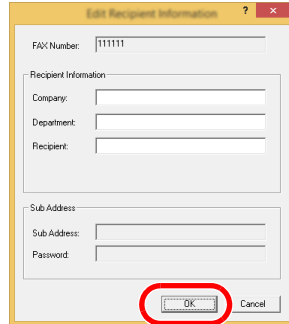 Edit Recipient Information
?
×
FAX Number: 111111
Recipient Information
Company:
Department:
Recipient:
Sub Address
Sub Address:
Password:
OK Cancel